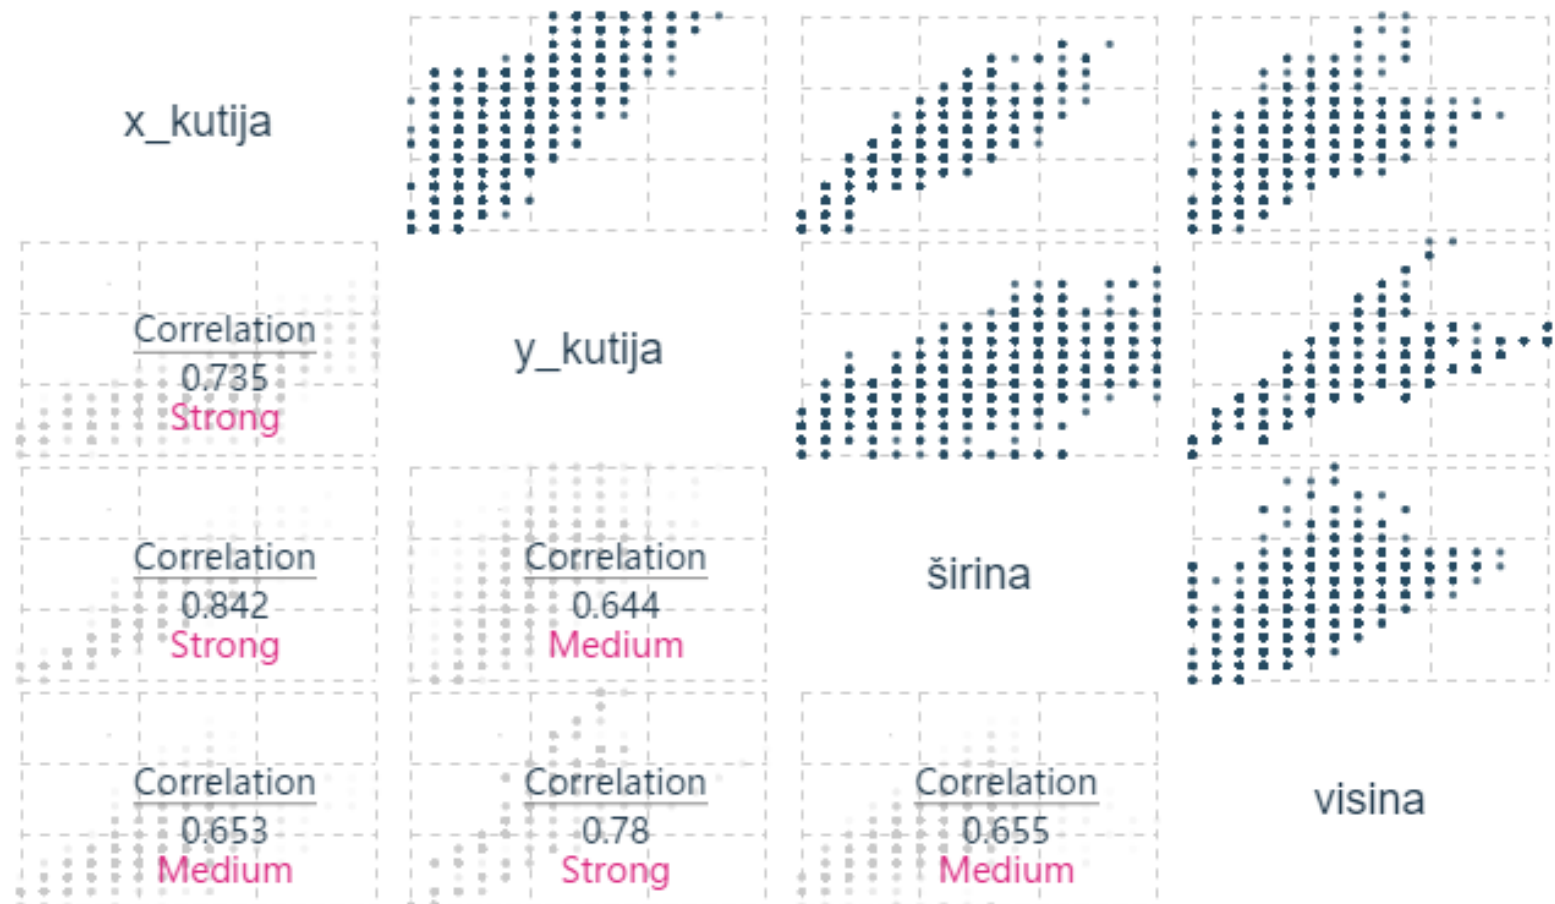 x_kutija
Correlation
0.735
Strong
y_kutija
Correlation
0.842
Strong
Correlation
0.644
Medium
širina
Correlation
0.653
Medium
Correlation
0.78
Strong
Correlation
0.655
Medium
visina